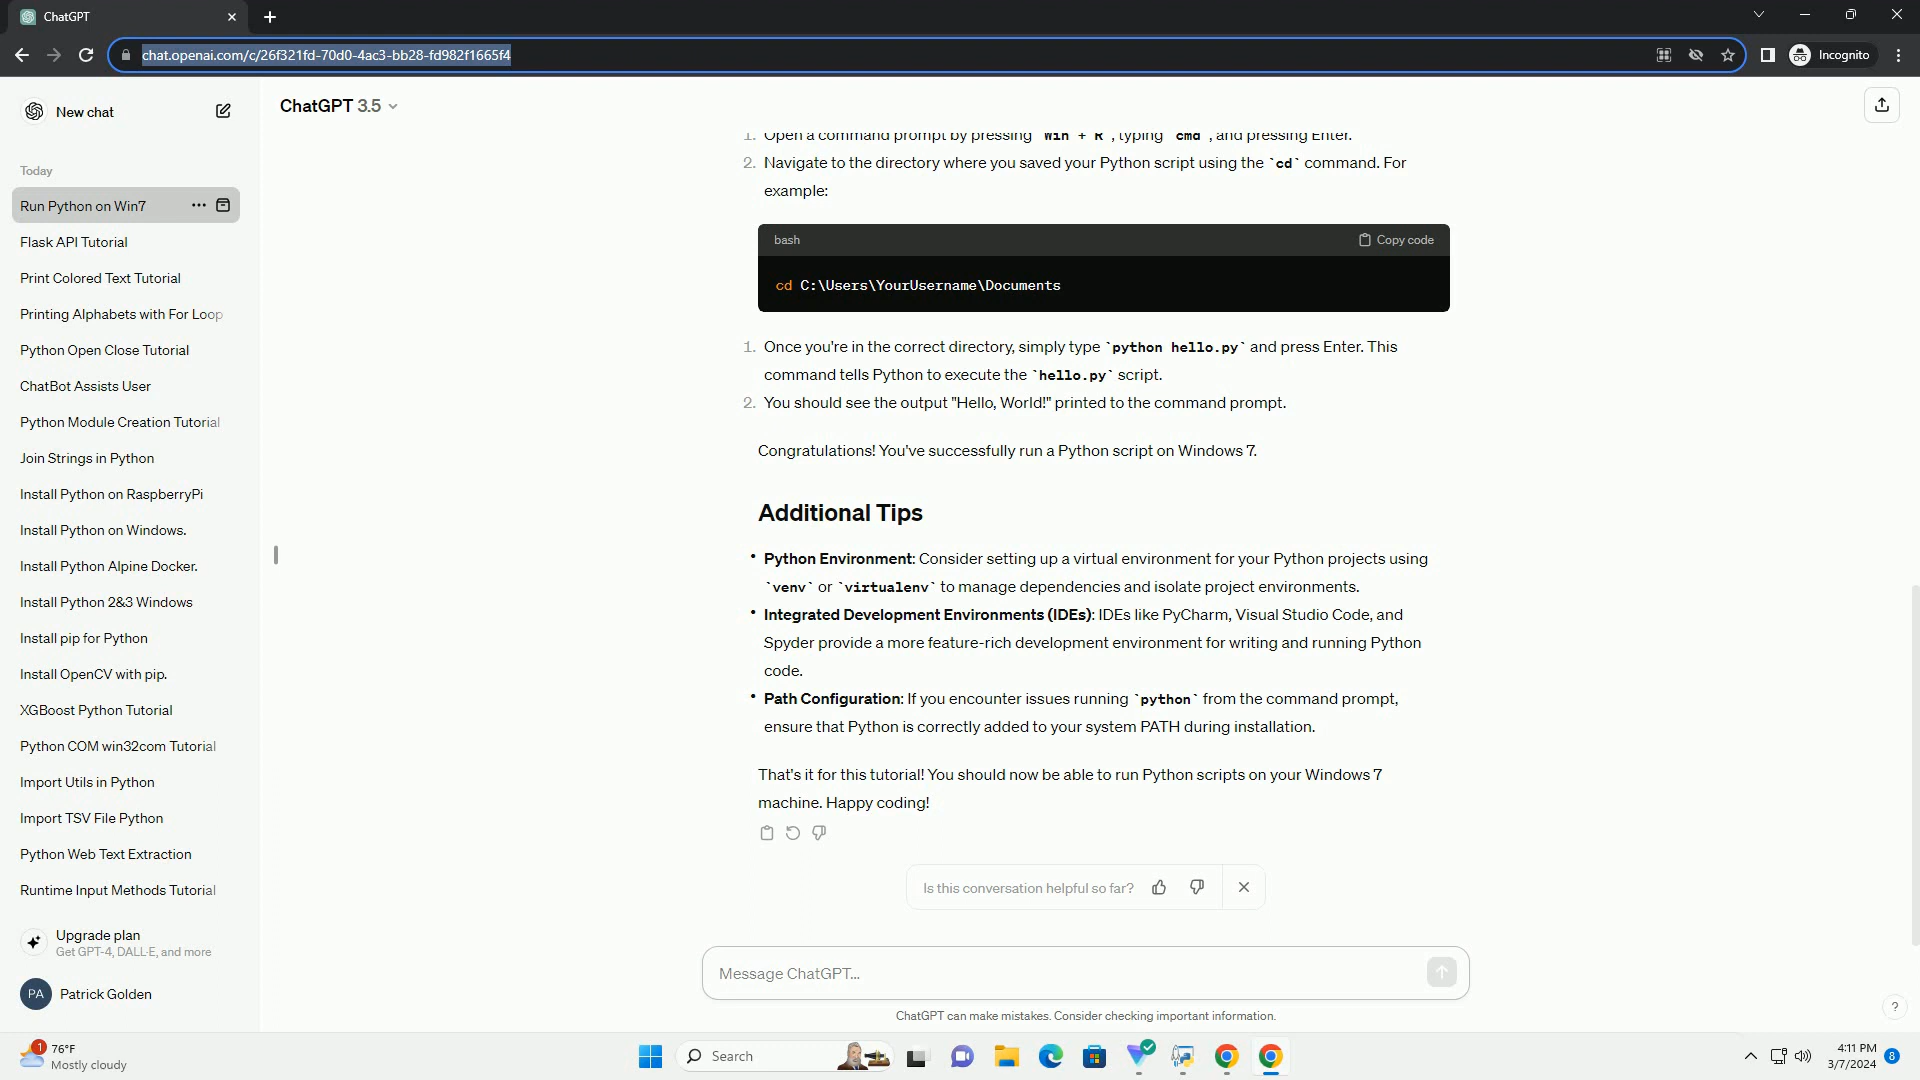 ChatGPT
chat.openai.com/c/26f321fd-70d0-4ac3-bb28-fd982f1665f4
Incognito
New chat
Today
Run Python on Win7
Flask API Tutorial
Print Colored Text Tutorial
Printing Alphabets with For Loop
Python Open Close Tutorial
ChatBot Assists User
Python Module Creation Tutorial
Join Strings in Python
Install Python on RaspberryPi
Install Python on Windows.
Install Python Alpine Docker.
Install Python 2&3 Windows
Install pip for Python
Install OpenCV with pip.
XGBoost Python Tutorial
Python COM win32com Tutorial
Import Utils in Python
Import TSV File Python
Python Web Text Extraction
Runtime Input Methods Tutorial
Upgrade plan
Get GPT-4, DALL·E, and more
PA
Patrick Golden
ChatGPT 3.5
1. Open a command prompt by pressing `Win + R`, typing `cmd`, and pressing Enter.
2. Navigate to the directory where you saved your Python script using the `cd` command. For
example:
bash
Copy code
cd C:\Users\YourUsername\Documents
1. Once you're in the correct directory, simply type `python hello.py` and press Enter. This
command tells Python to execute the `hello.py` script.
2. You should see the output "Hello, World!" printed to the command prompt.
Congratulations! You've successfully run a Python script on Windows 7.
Additional Tips
• Python Environment: Consider setting up a virtual environment for your Python projects using
`venv` or `virtualenv` to manage dependencies and isolate project environments.
• Integrated Development Environments (IDEs): IDEs like PyCharm, Visual Studio Code, and
Spyder provide a more feature-rich development environment for writing and running Python
code.
• Path Configuration: If you encounter issues running `python` from the command prompt,
ensure that Python is correctly added to your system PATH during installation.
That's it for this tutorial! You should now be able to run Python scripts on your Windows 7
machine. Happy coding!
Is this conversation helpful so far?
Message ChatGPT...
ChatGPT can make mistakes. Consider checking important information.
?
1
76°F
Mostly cloudy
Search
4:11 PM
3/7/2024
8